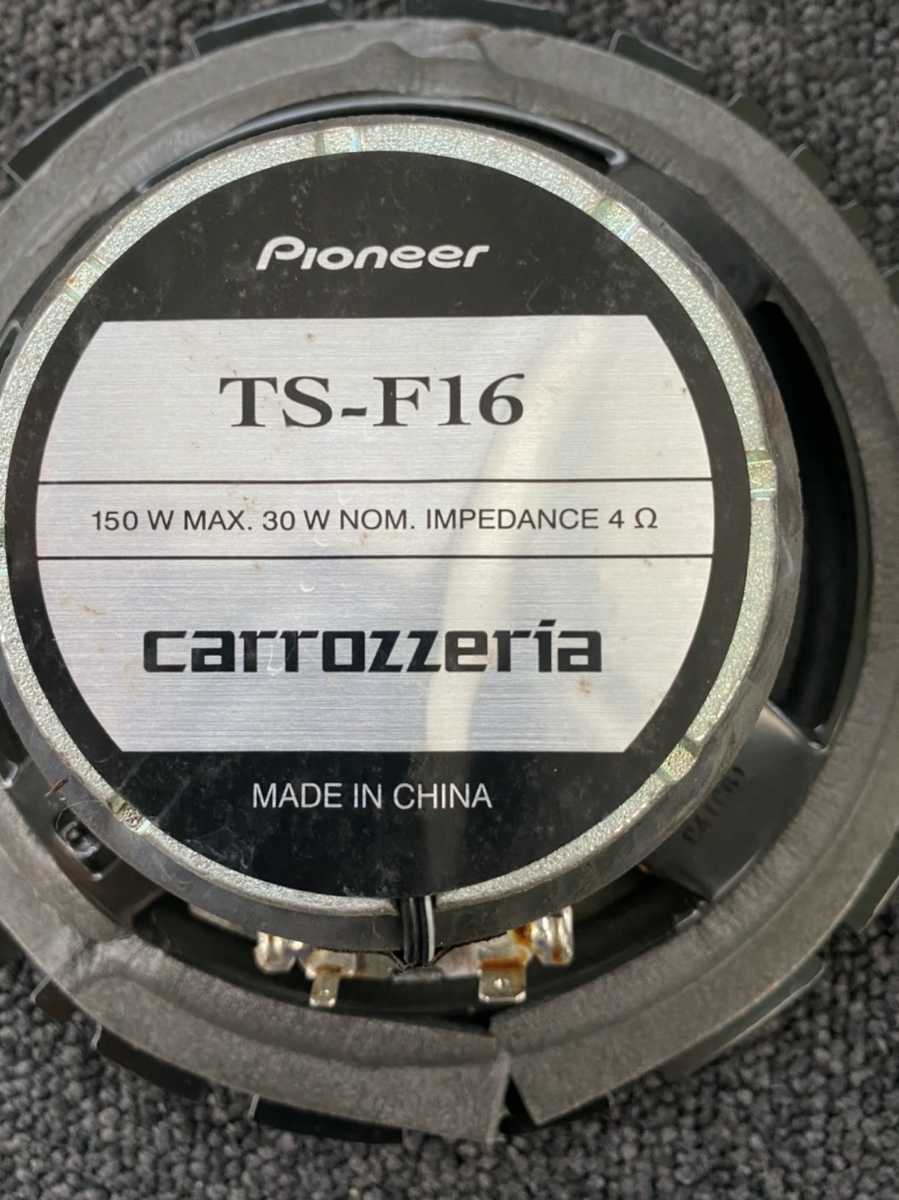 Pioneer
TS-F16
150 W MAX. 30 W NOM. IMPEDANCE 4 Ω
carrozzeria
MADE IN CHINA